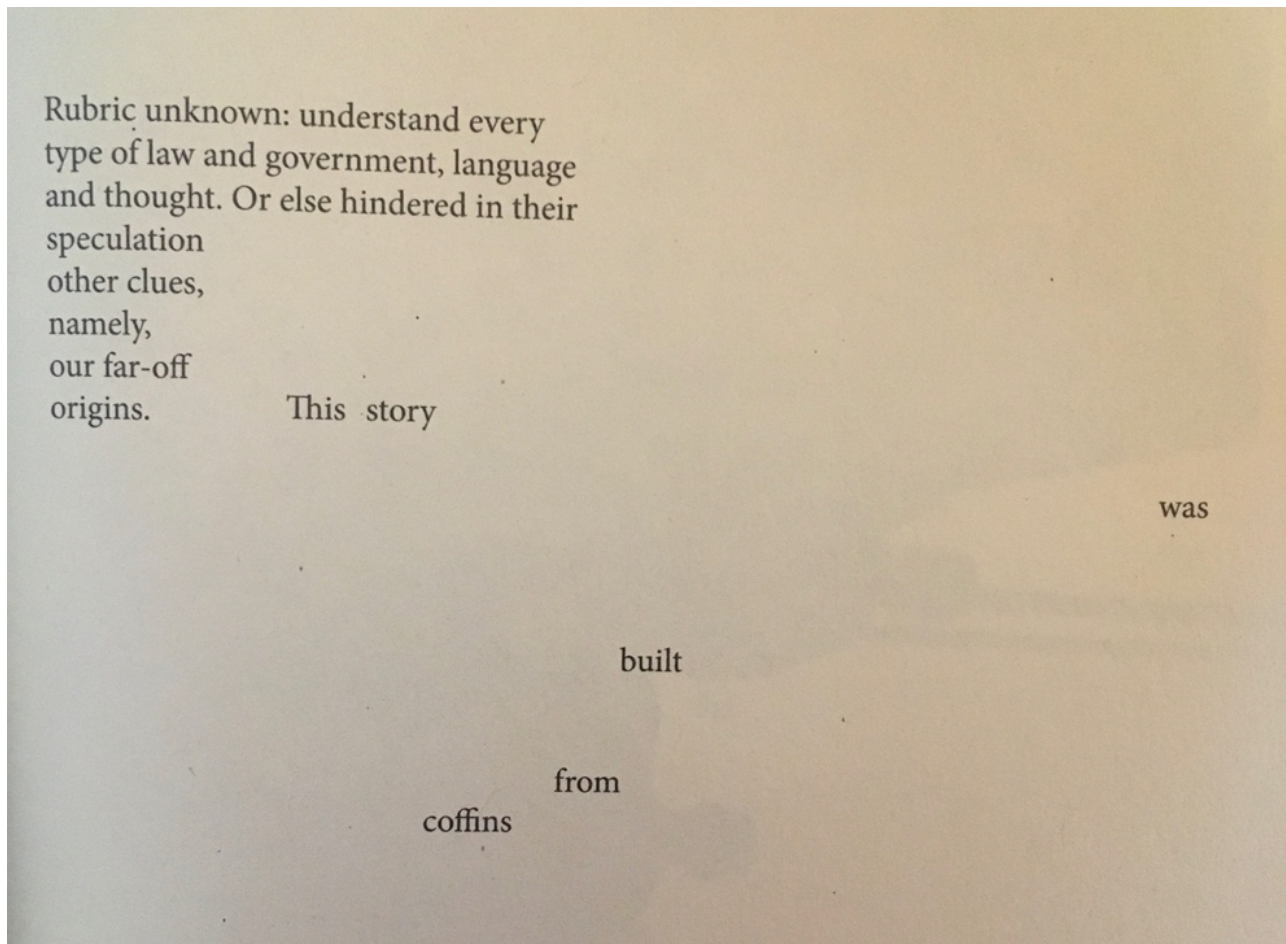 Rubric unknown: understand every
type of law and government, language
and thought. Or else hindered in their
speculation
other clues,
namely,
our far-off
origins. This story
was
built
from
coffins